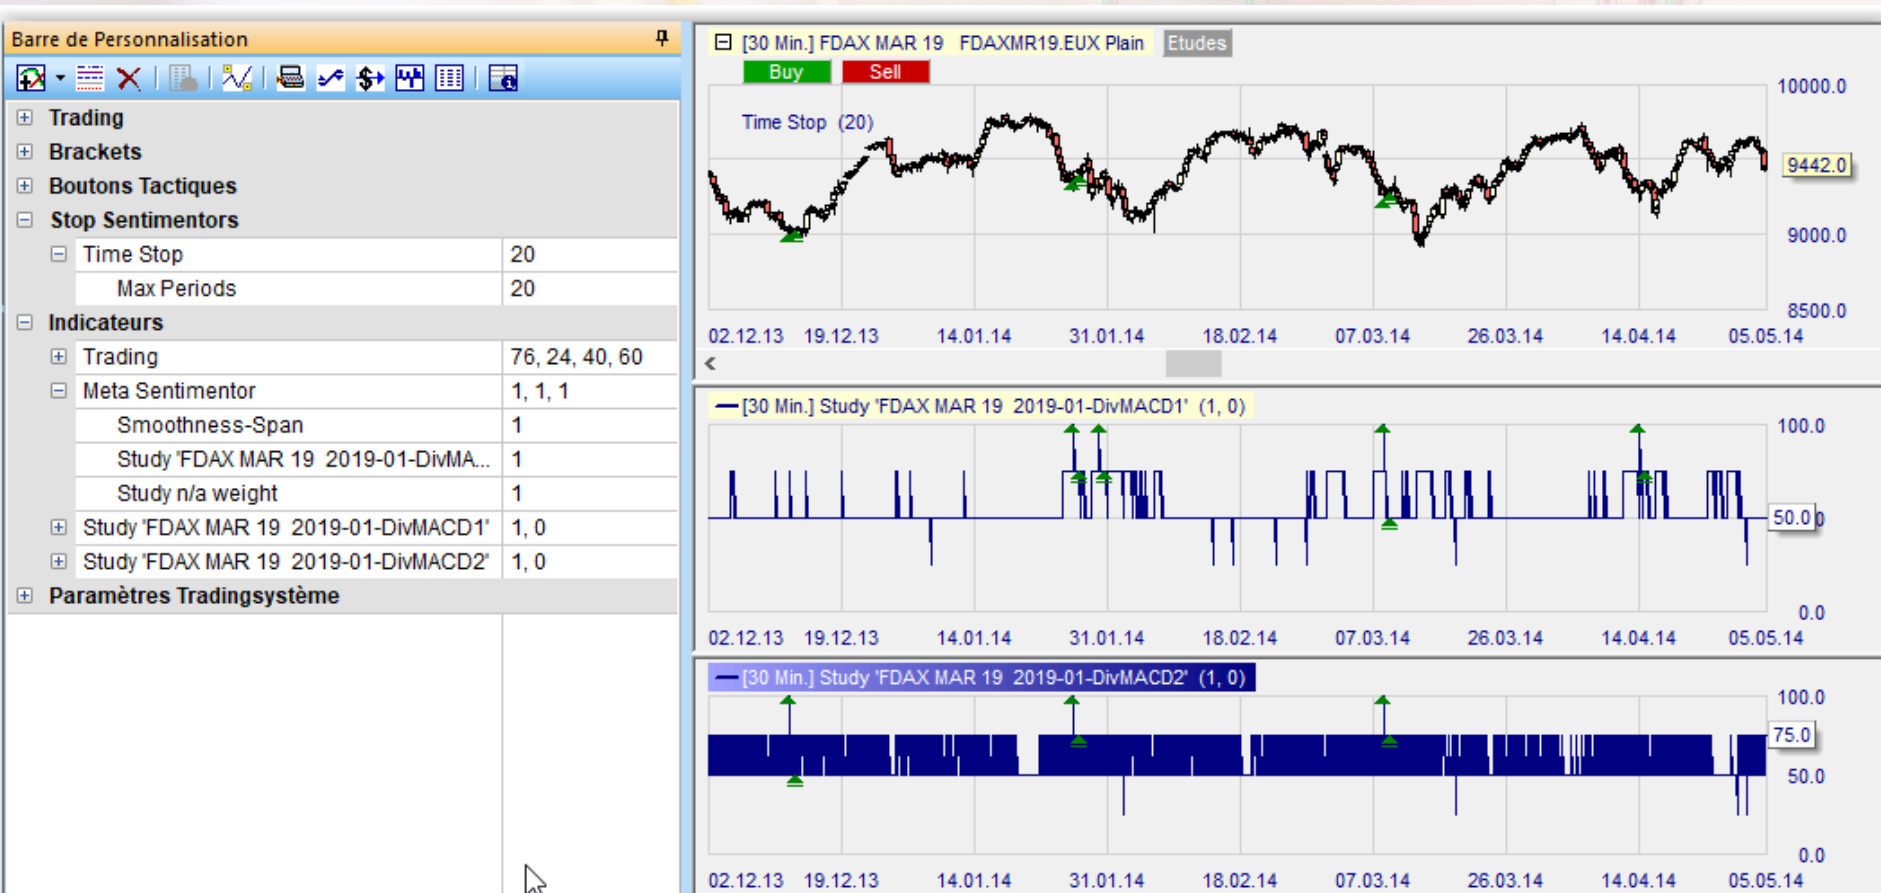 Barre de Personnalisation
Trading
Brackets
Boutons Tactiques
Stop Sentimentors
Time Stop 20
Max Periods 20
Indicateurs
Trading 76, 24, 40, 60
Meta Sentimentor 1, 1, 1
Smoothness-Span 1
Study 'FDAX MAR 19 2019-01-DivMA... 1
Study n/a weight 1
Study 'FDAX MAR 19 2019-01-DivMACD1' 1, 0
Study 'FDAX MAR 19 2019-01-DivMACD2' 1, 0
Paramètres Tradingsystème
[30 Min.] FDAX MAR 19 FDAXMR19.EUX Plain Etudes
Buy Sell
10000.0
Time Stop (20)
9442.0
9000.0
8500.0
02.12.13 19.12.13 14.01.14 31.01.14 18.02.14 07.03.14 26.03.14 14.04.14 05.05.14
[30 Min.] Study 'FDAX MAR 19 2019-01-DivMACD1' (1, 0)
100.0
50.0
0.0
02.12.13 19.12.13 14.01.14 31.01.14 18.02.14 07.03.14 26.03.14 14.04.14 05.05.14
[30 Min.] Study 'FDAX MAR 19 2019-01-DivMACD2' (1, 0)
100.0
75.0
50.0
0.0
02.12.13 19.12.13 14.01.14 31.01.14 18.02.14 07.03.14 26.03.14 14.04.14 05.05.14